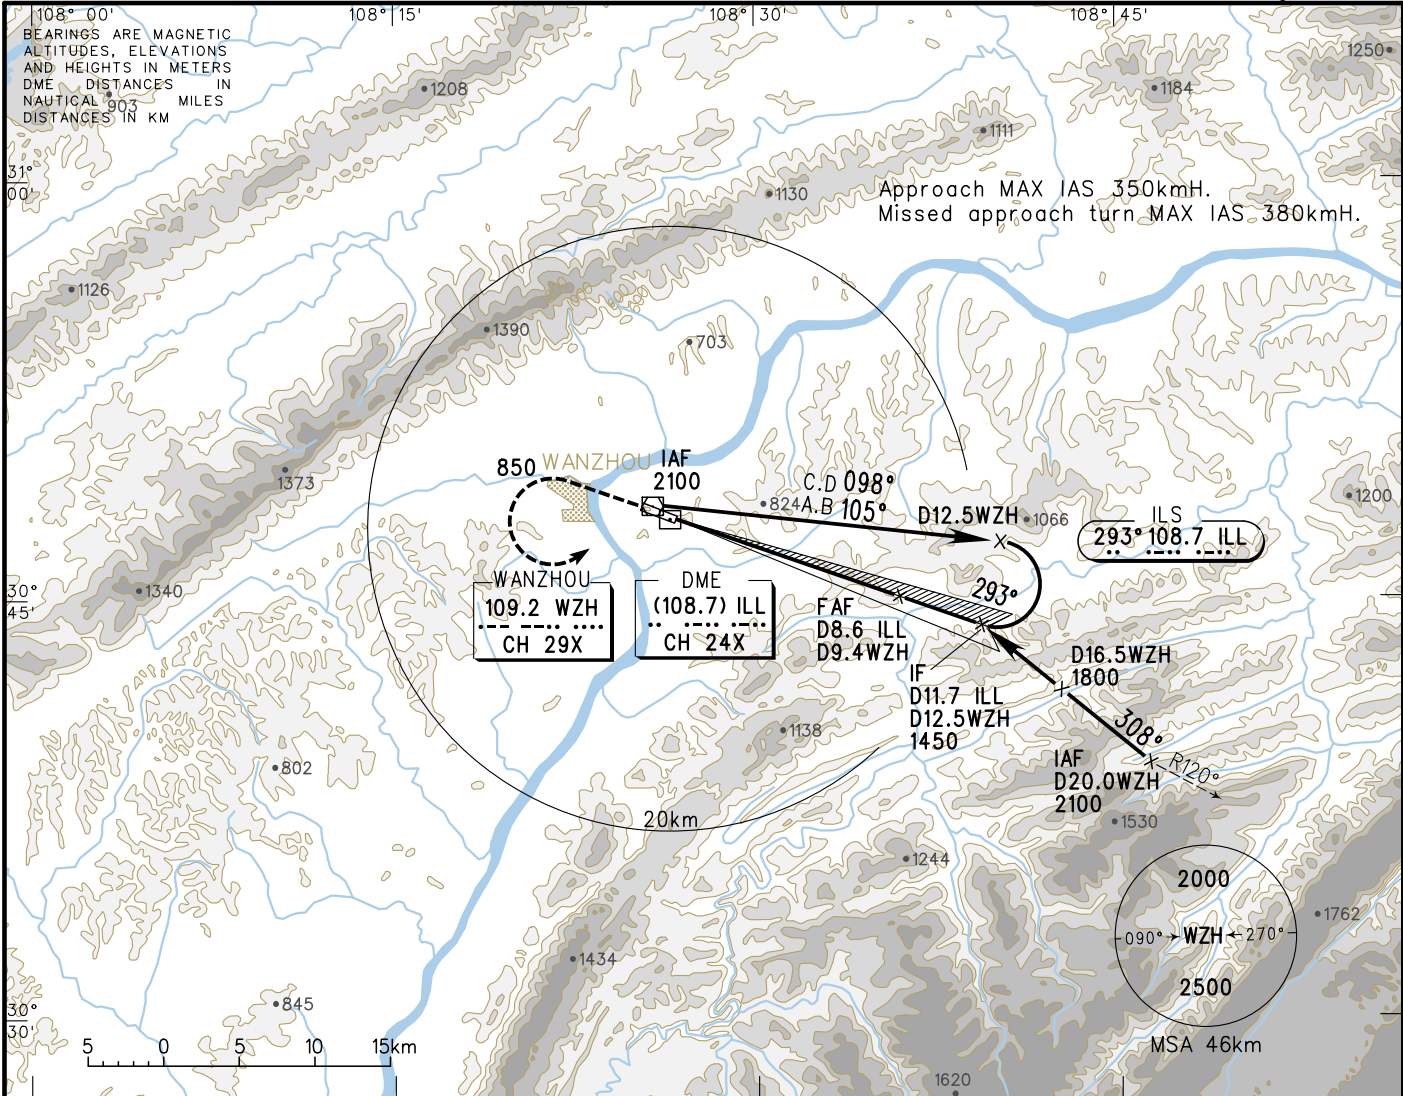 108° 00'
108° 15'
108° 30'
108° 45'
BEARINGS ARE MAGNETIC
ALTITUDES, ELEVATIONS
AND HEIGHTS IN METERS
DME DISTANCES IN
NAUTICAL MILES
DISTANCES IN KM
903
1208
1250
1184
1111
31°
00'
1130
Approach MAX IAS 350kmH.
Missed approach turn MAX IAS 380kmH.
1126
1390
703
850
WANZHOU
IAF
2100
1373
824
C.D 098°
A.B 105°
D12.5WZH
1066
1200
ILS
293° 108.7 ILL
30°
45'
1340
WANZHOU
109.2 WZH
CH 29X
DME
(108.7) ILL
CH 24X
293°
FAF
D8.6 ILL
D9.4WZH
IF
D11.7 ILL
D12.5WZH
1450
D16.5WZH
1800
308°
IAF
D20.0WZH
2100
R120°
1138
802
20km
1530
1244
2000
090°
WZH
270°
2500
MSA 46km
1762
1434
845
30°
30'
5 0 5 10 15km
1620